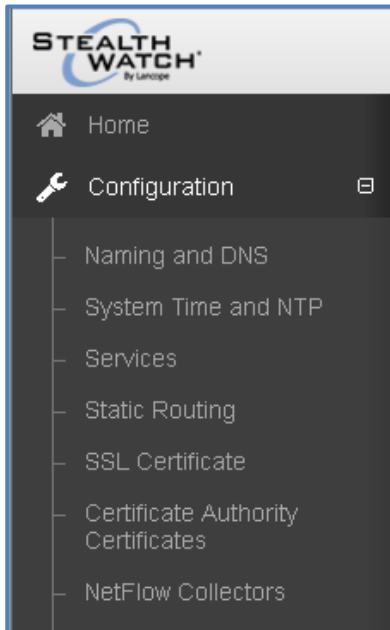 STEALTH
WATCH
By Lancope
Home
Configuration
Naming and DNS
System Time and NTP
Services
Static Routing
SSL Certificate
Certificate Authority
Certificates
NetFlow Collectors